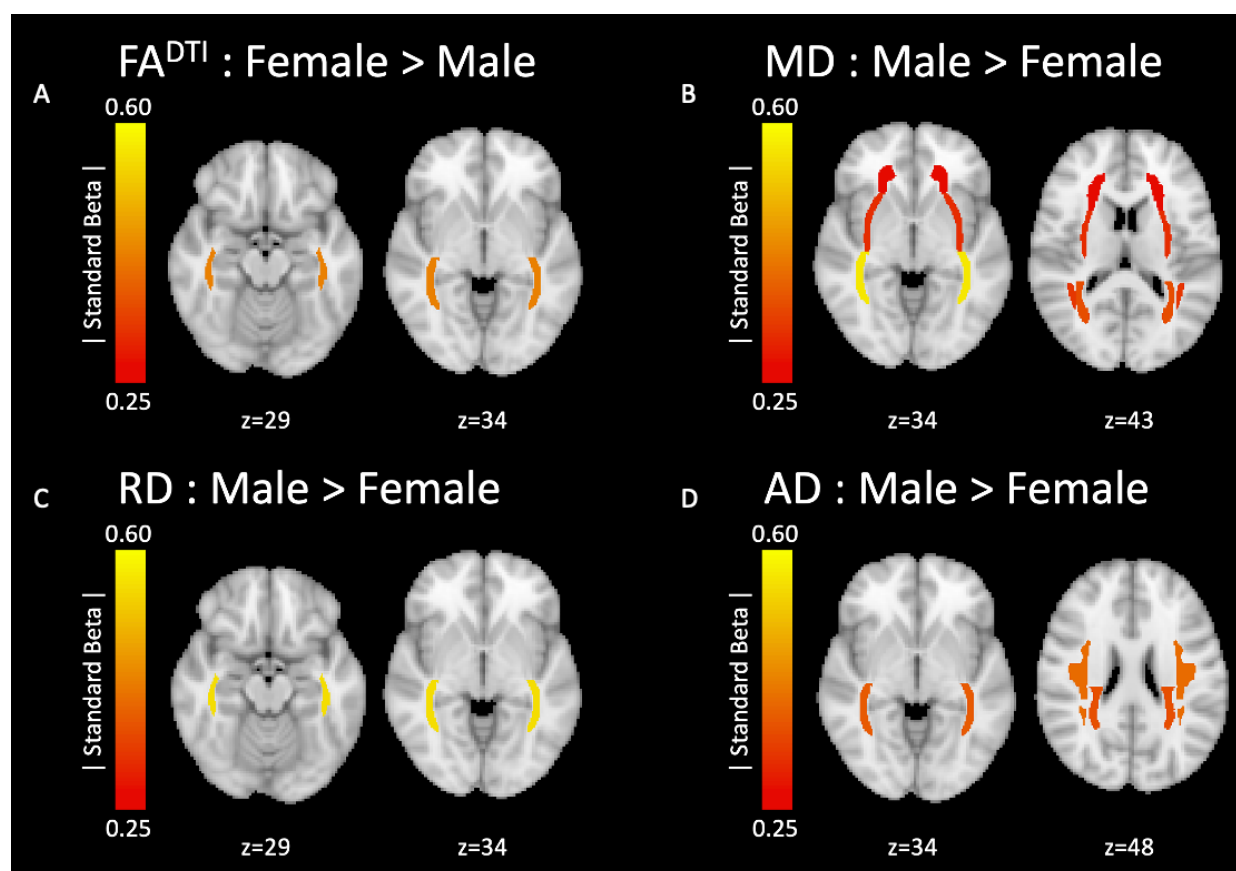 FA^DTI : Female > Male
A
0.60
| Standard Beta |
0.25
z=29
z=34
MD : Male > Female
B
0.60
| Standard Beta |
0.25
z=34
z=43
RD : Male > Female
C
0.60
| Standard Beta |
0.25
z=29
z=34
AD : Male > Female
D
0.60
| Standard Beta |
0.25
z=34
z=48